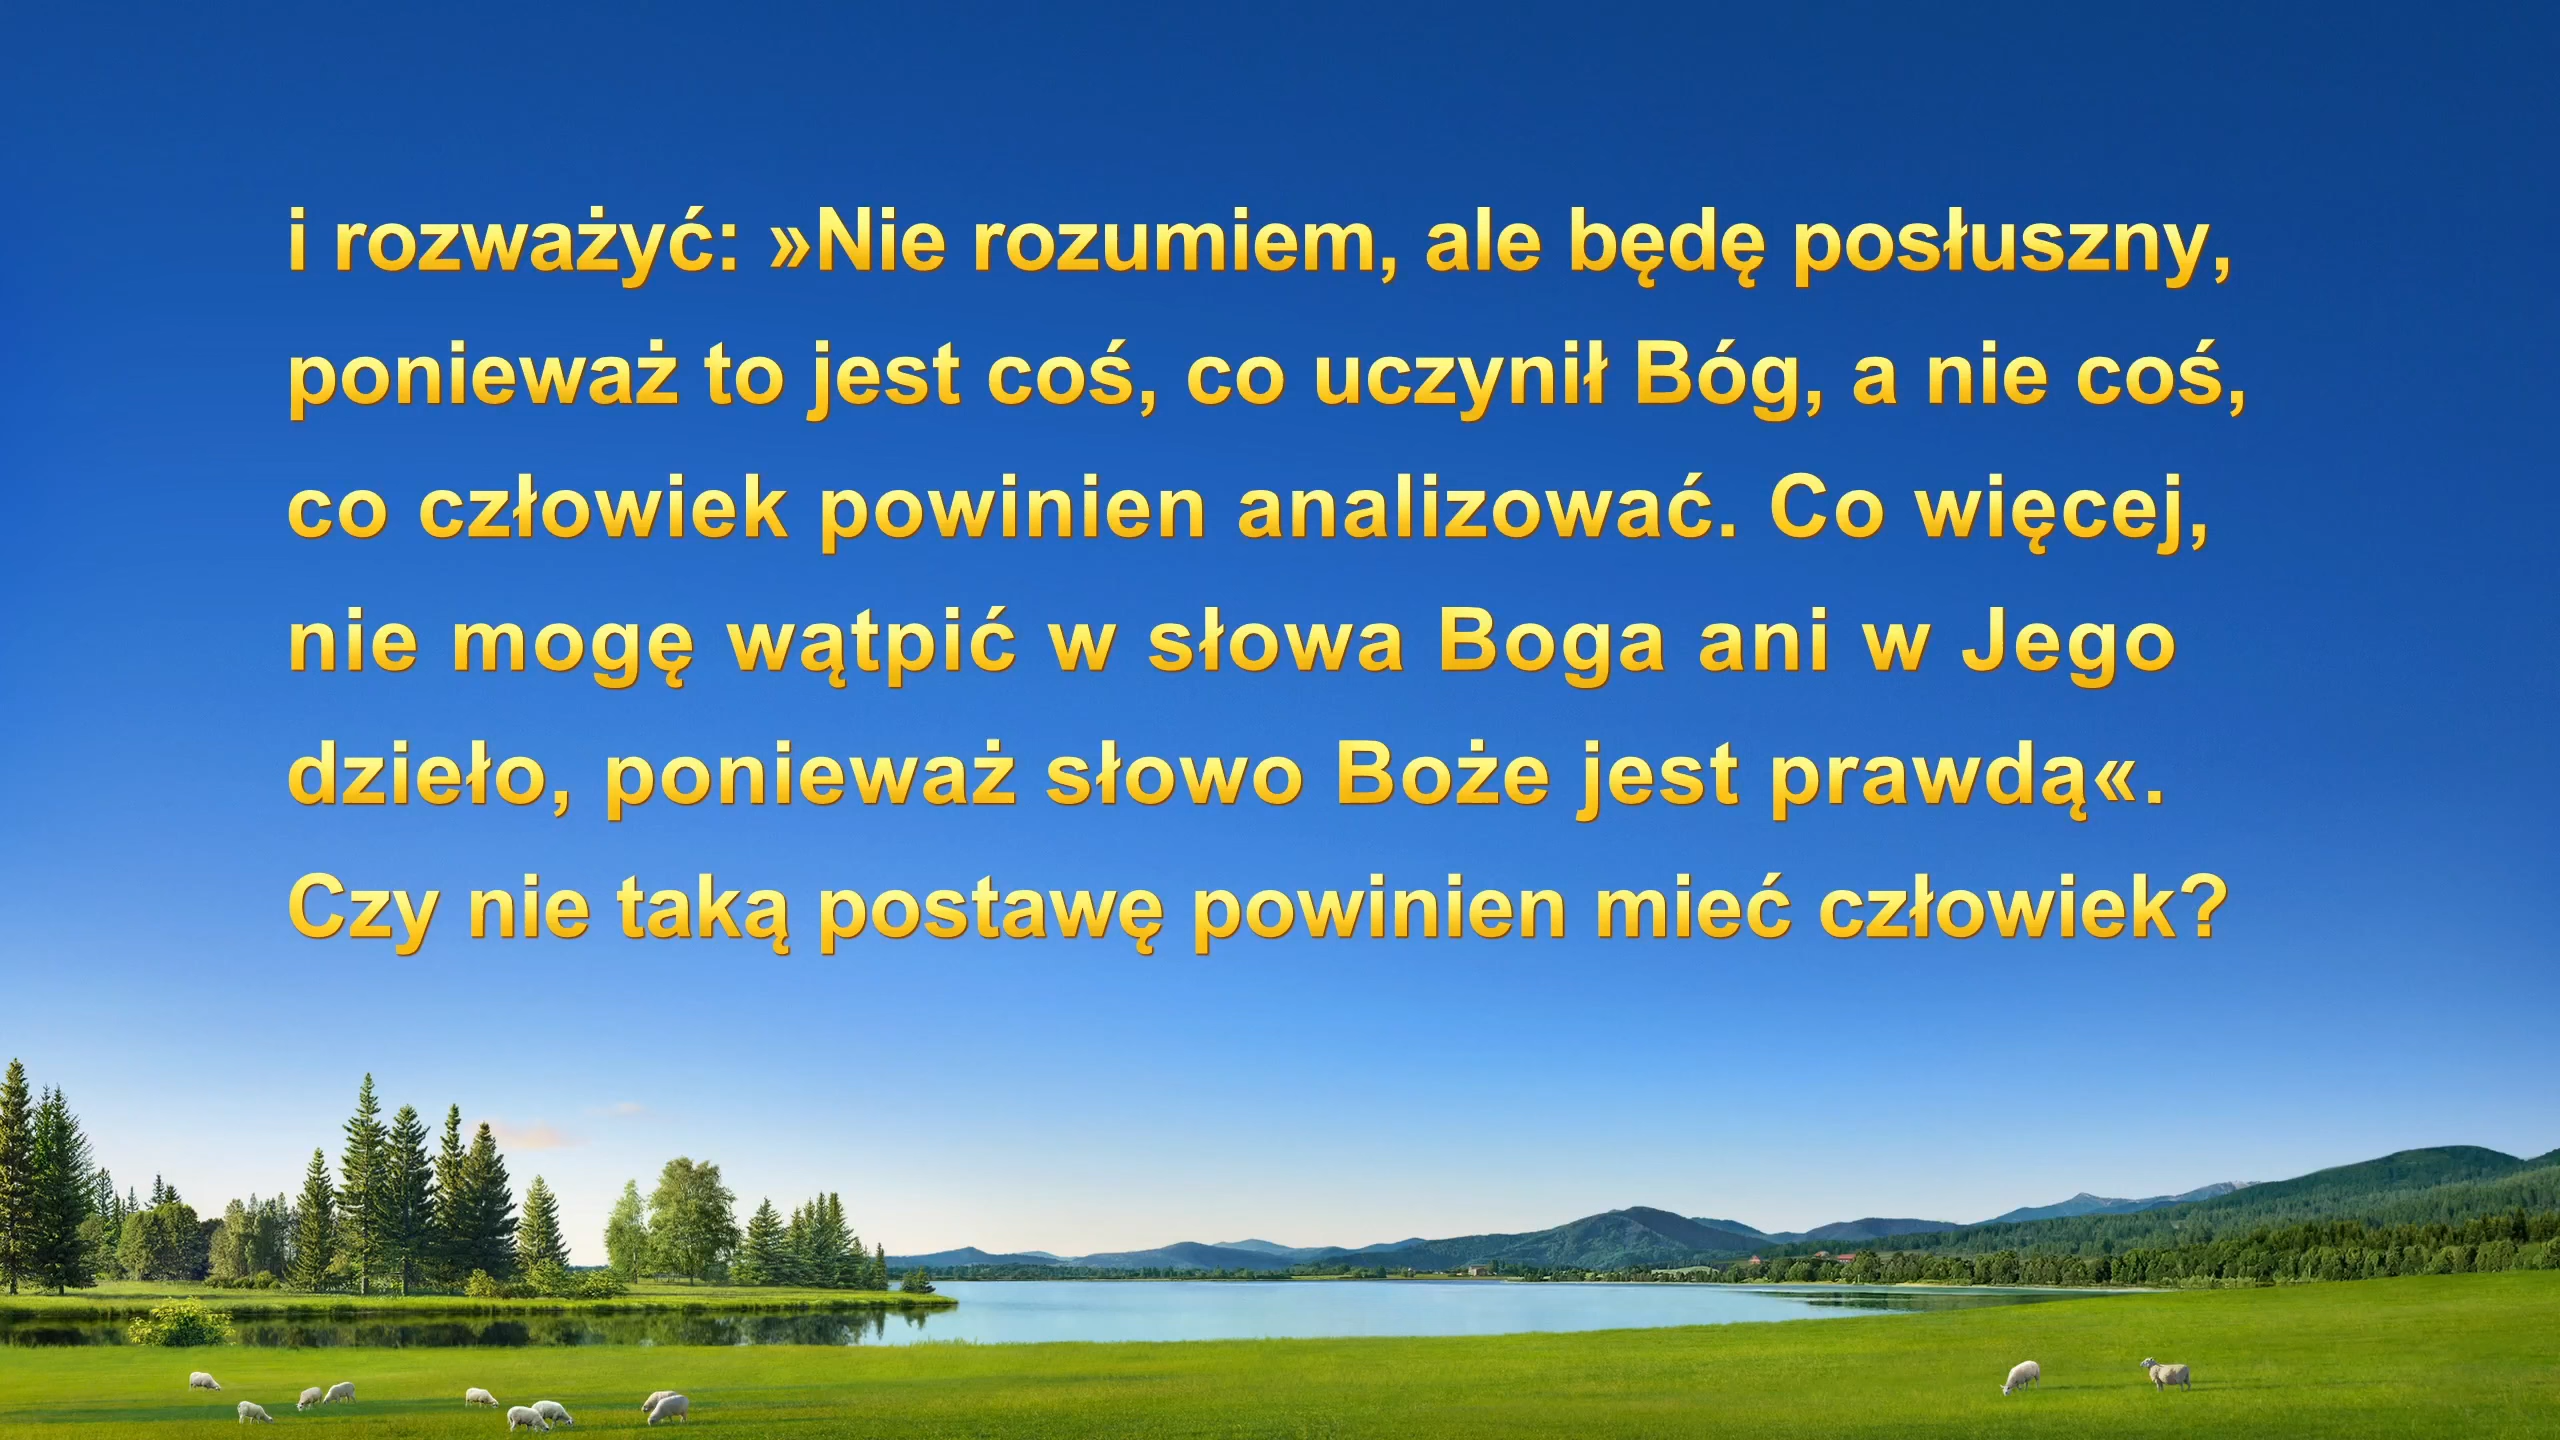 i rozważyć: »Nie rozumiem, ale będę posłuszny,
ponieważ to jest coś, co uczynił Bóg, a nie coś,
co człowiek powinien analizować. Co więcej,
nie mogę wątpić w słowa Boga ani w Jego
dzieło, ponieważ słowo Boże jest prawdą«.
Czy nie taką postawę powinien mieć człowiek?